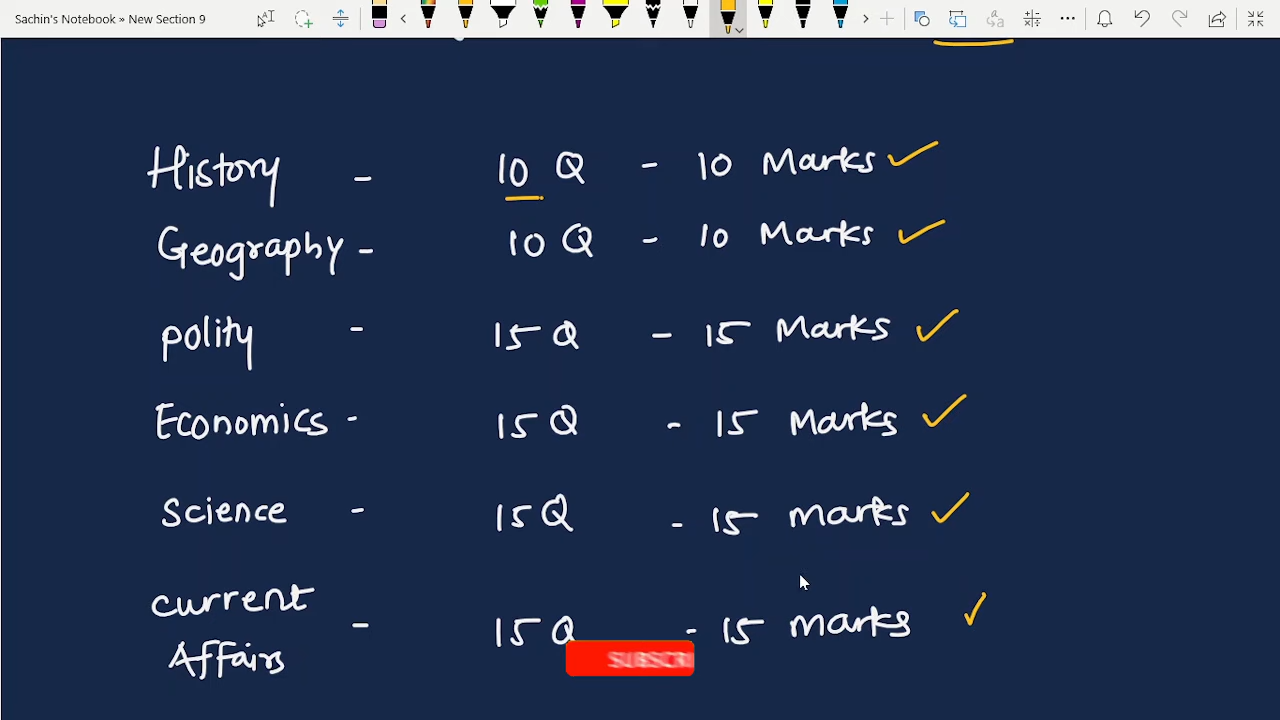 Sachin's Notebook » New Section 9
History - 10 Q - 10 Marks
Geography - 10 Q - 10 Marks
polity - 15 Q - 15 Marks
Economics - 15 Q - 15 Marks
Science - 15 Q - 15 marks
current Affairs - 15 Q - 15 marks
SUBSCRI